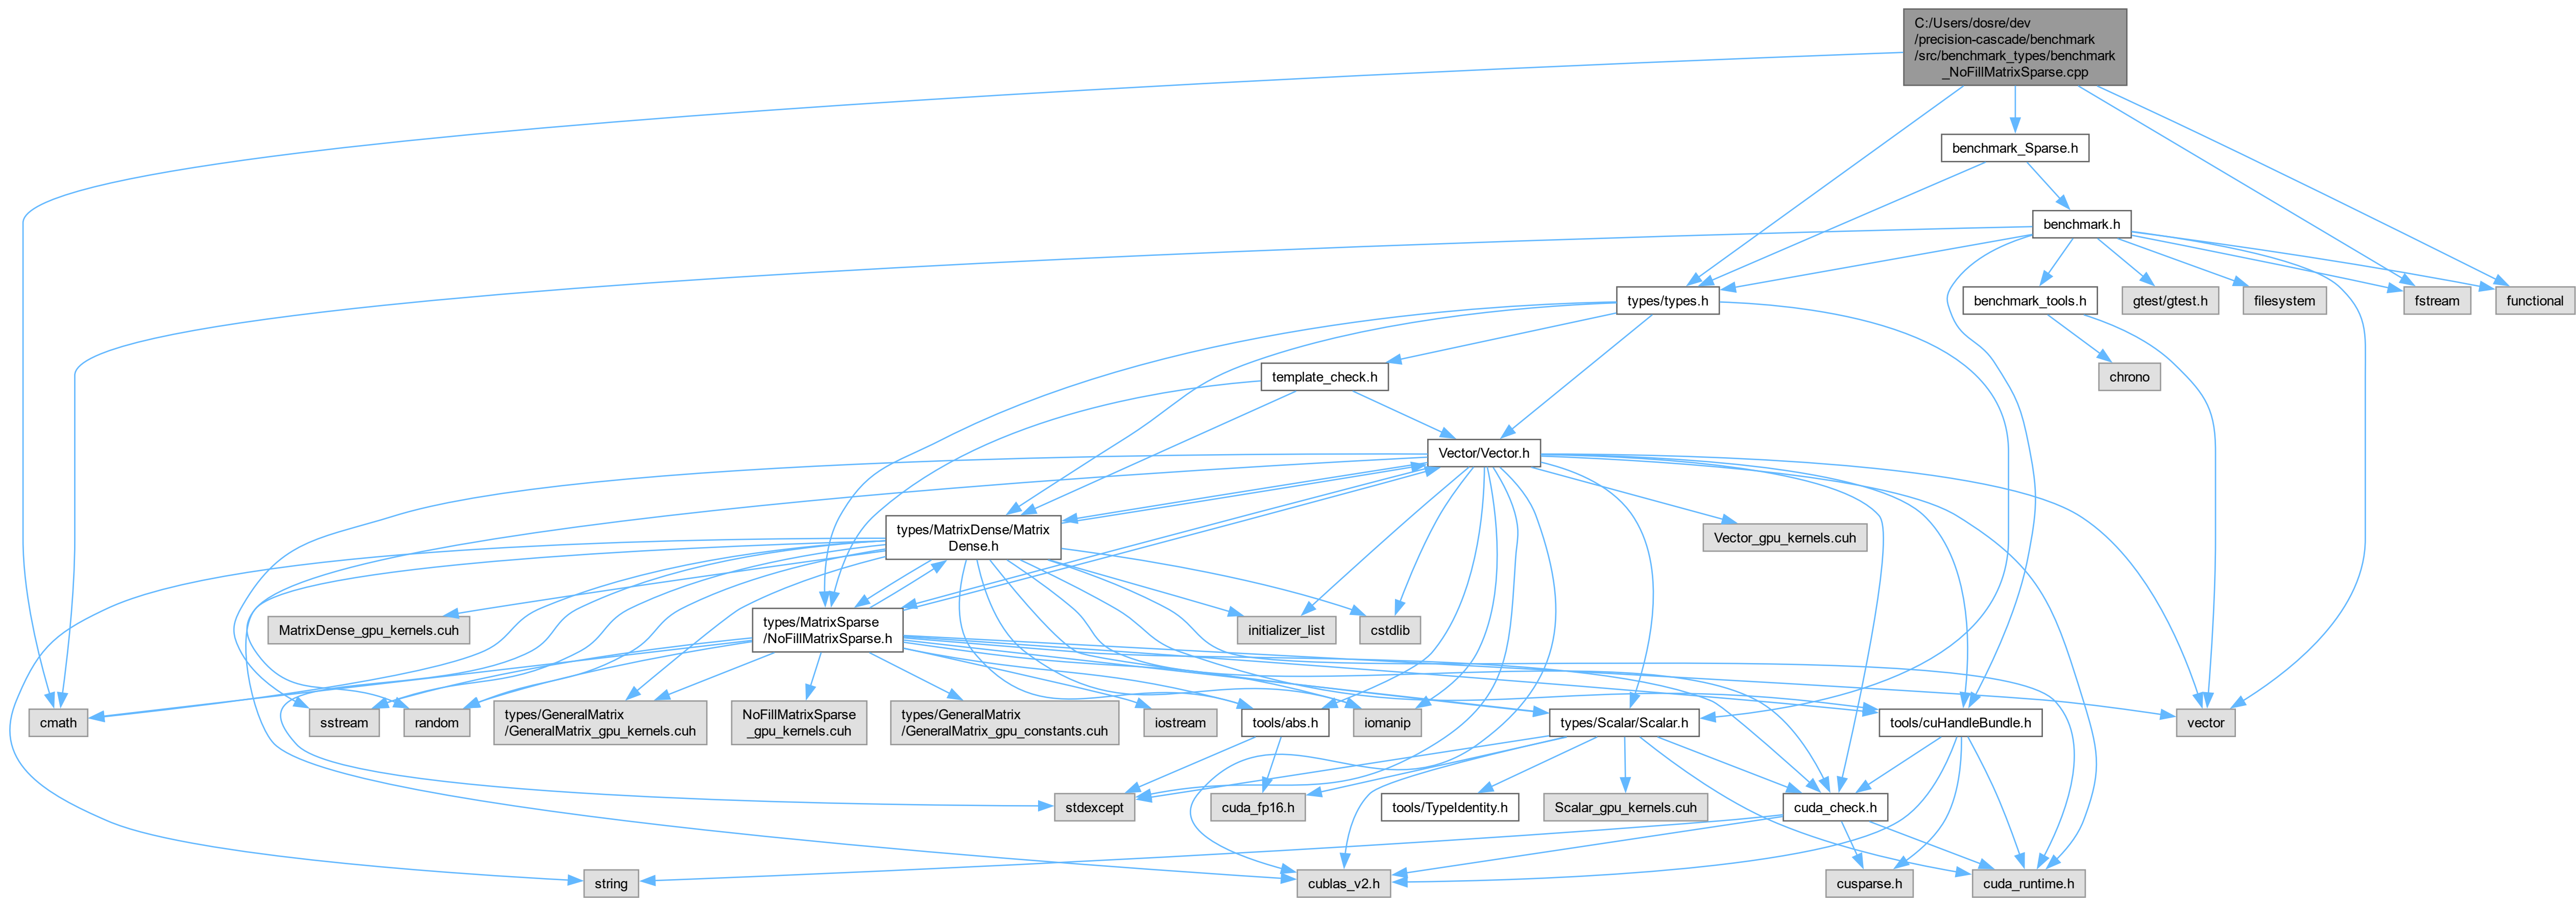 C:/Users/dosre/dev
/precision-cascade/benchmark
/src/benchmark_types/benchmark
_NoFillMatrixSparse.cpp
benchmark_Sparse.h
benchmark.h
types/types.h
benchmark_tools.h
gtest/gtest.h
filesystem
fstream
functional
template_check.h
chrono
Vector/Vector.h
types/MatrixDense/Matrix
Dense.h
Vector_gpu_kernels.cuh
MatrixDense_gpu_kernels.cuh
types/MatrixSparse
/NoFillMatrixSparse.h
initializer_list
cstdlib
cmath
sstream
random
types/GeneralMatrix
/GeneralMatrix_gpu_kernels.cuh
NoFillMatrixSparse
_gpu_kernels.cuh
types/GeneralMatrix
/GeneralMatrix_gpu_constants.cuh
iostream
tools/abs.h
iomanip
types/Scalar/Scalar.h
tools/cuHandleBundle.h
vector
stdexcept
cuda_fp16.h
tools/TypeIdentity.h
Scalar_gpu_kernels.cuh
cuda_check.h
string
cublas_v2.h
cusparse.h
cuda_runtime.h